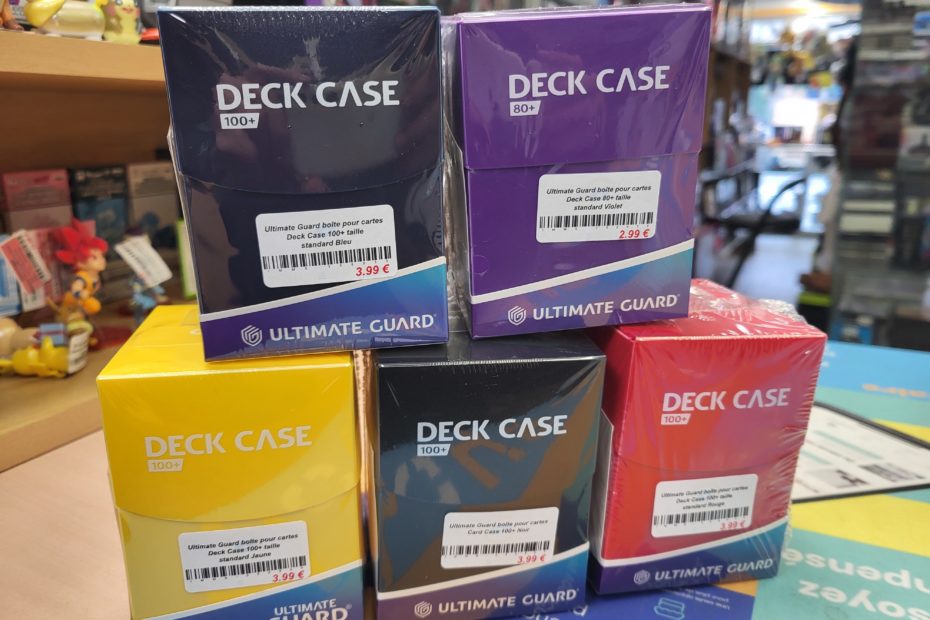 DECK CASE
100+
Ultimate Guard boîte pour cartes
Deck Case 100+ taille
standard Bleu
3.99 €
ULTIMATE GUARD
DECK CASE
80+
Ultimate Guard boîte pour cartes
Deck Case 80+ taille
standard Violet
2.99 €
ULTIMATE GUARD
DECK CASE
100+
Ultimate Guard boîte pour cartes
Deck Case 100+ taille
standard Jaune
3.99 €
ULTIMATE
GUARD
DECK CASE
100+
Ultimate Guard boîte pour cartes
Card Case 100+ Noir
3.99 €
ULTIMATE GUARD
DECK CASE
100+
Ultimate Guard boîte pour cartes
Deck Case 100+ taille
standard Rouge
3.99 €
ULTIMATE GUARD
soyez